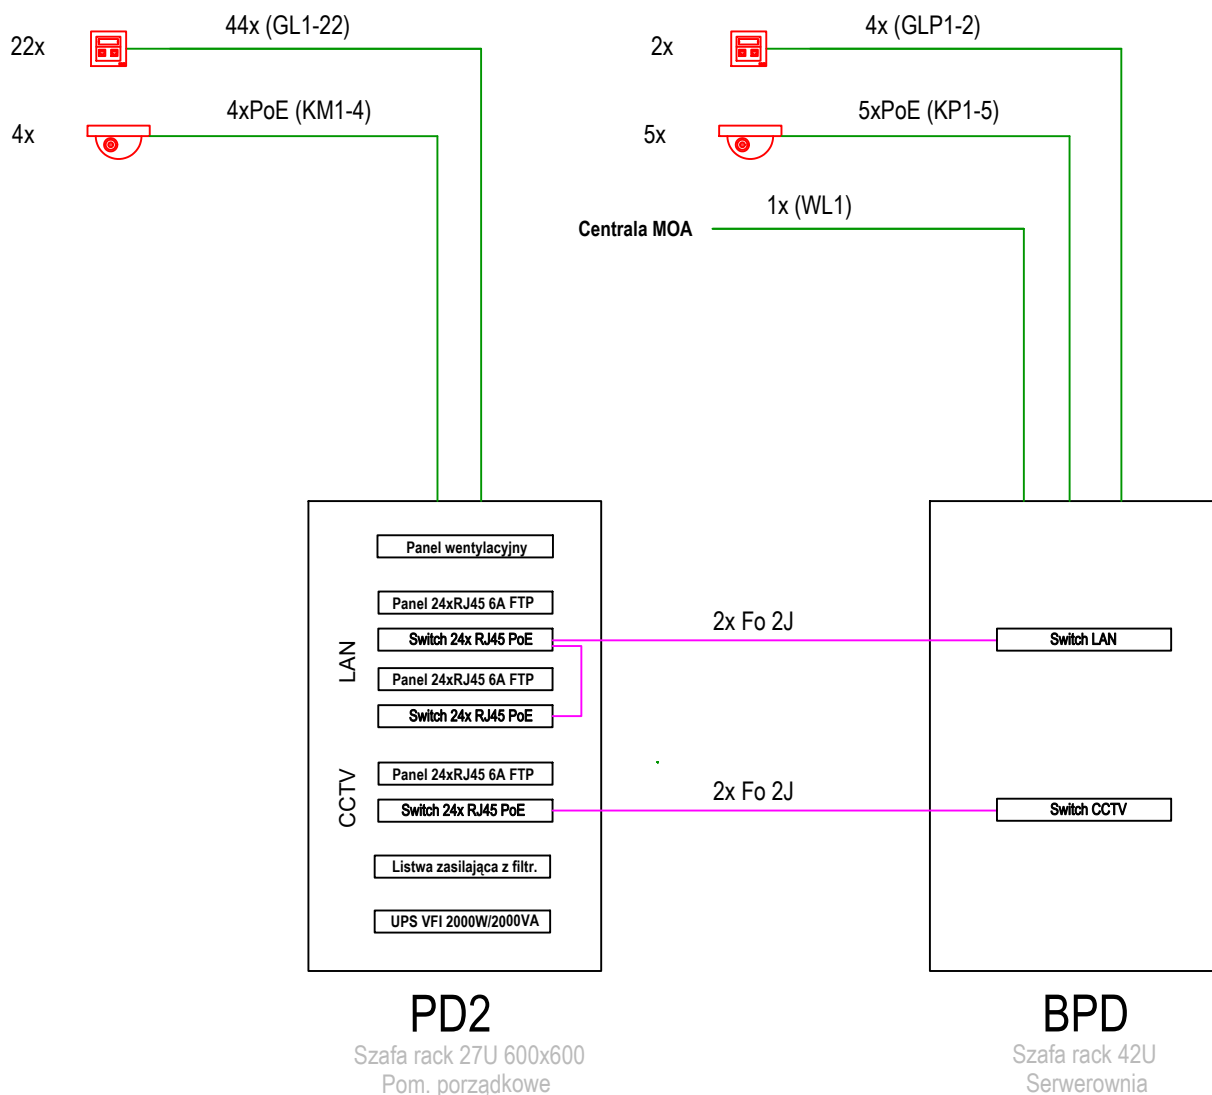 22x
44x (GL1-22)
2x
4x (GLP1-2)
4x
4xPoE (KM1-4)
5x
5xPoE (KP1-5)
Centrala MOA
1x (WL1)
Panel wentylacyjny
LAN
Panel 24xRJ45 6A FTP
Switch 24x RJ45 PoE
Panel 24xRJ45 6A FTP
Switch 24x RJ45 PoE
CCTV
Panel 24xRJ45 6A FTP
Switch 24x RJ45 PoE
Listwa zasilająca z filtr.
UPS VFI 2000W/2000VA
2x Fo 2J
Switch LAN
2x Fo 2J
Switch CCTV
PD2
Szafa rack 27U 600x600
Pom. porządkowe
BPD
Szafa rack 42U
Serwerownia